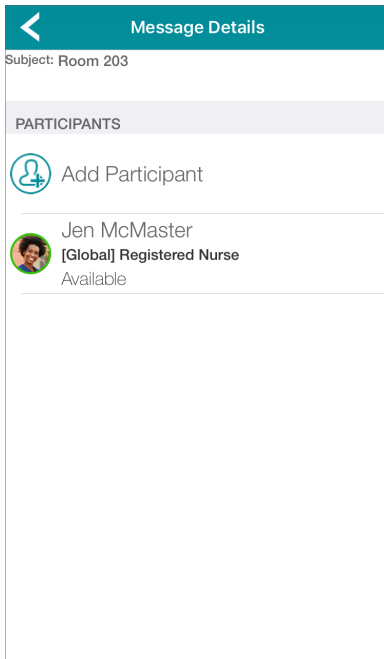 Message Details
Subject: Room 203
PARTICIPANTS
Add Participant
Jen McMaster
[Global] Registered Nurse
Available